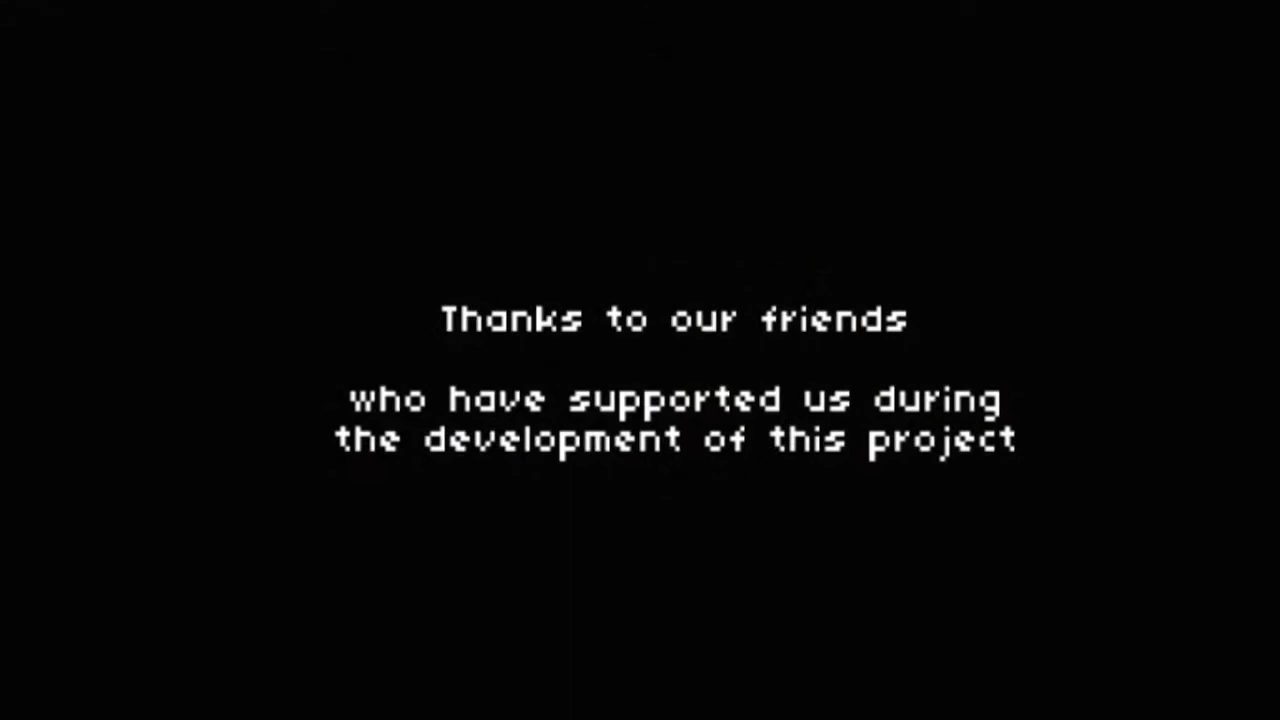 Thanks to our friends
who have supported us during
the development of this project